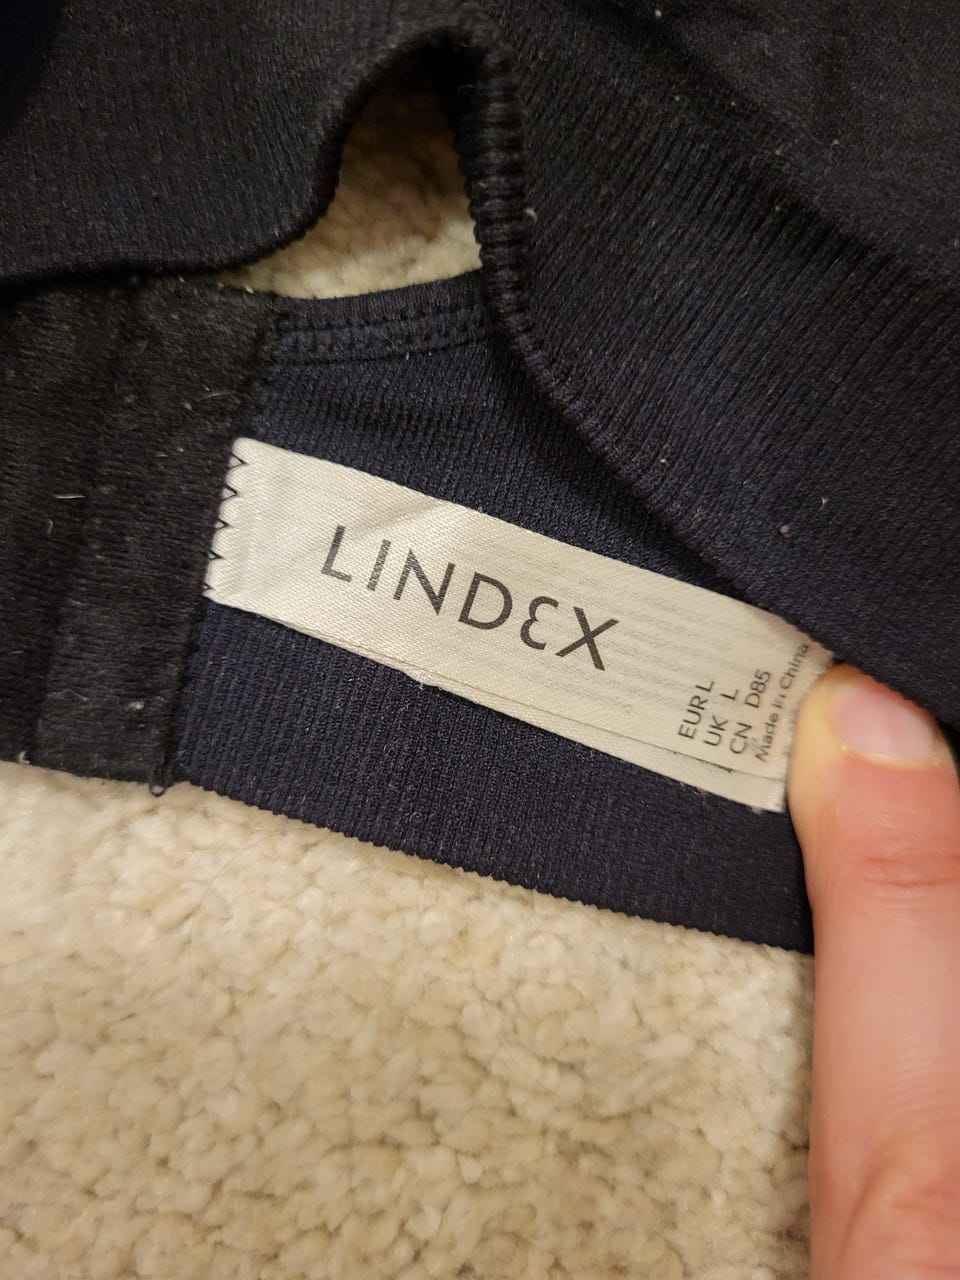 LINDEX
EUR L
UK L
CN D85
Made in China